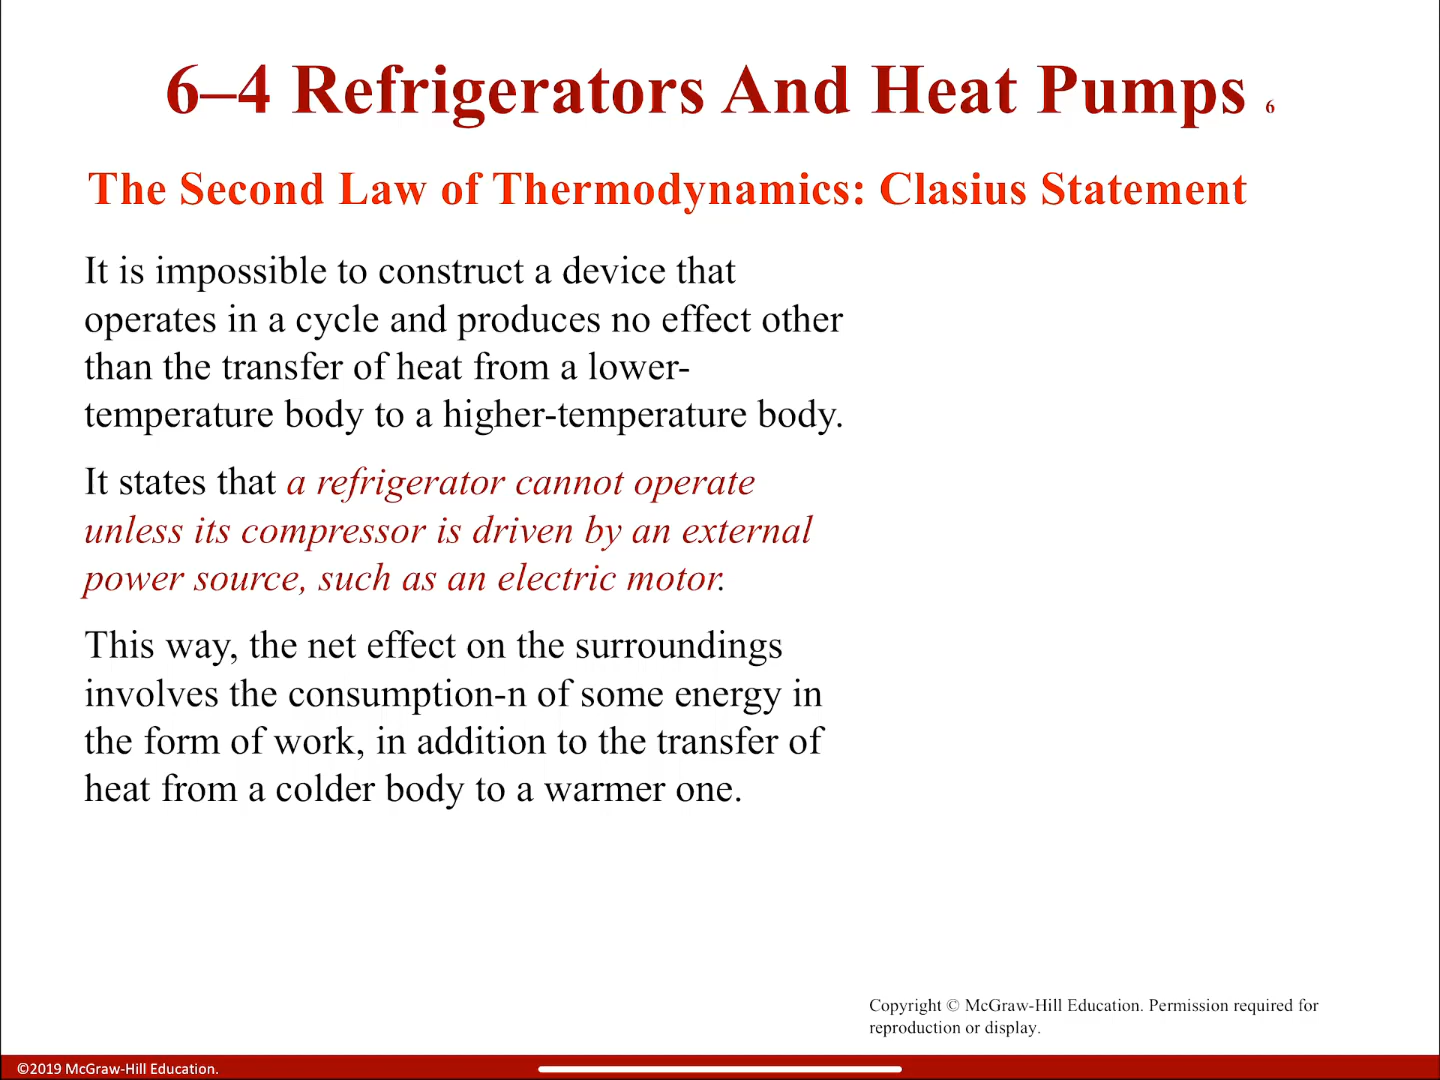 6–4 Refrigerators And Heat Pumps 6
The Second Law of Thermodynamics: Clasius Statement
It is impossible to construct a device that
operates in a cycle and produces no effect other
than the transfer of heat from a lower-
temperature body to a higher-temperature body.
It states that a refrigerator cannot operate
unless its compressor is driven by an external
power source, such as an electric motor.
This way, the net effect on the surroundings
involves the consumption-n of some energy in
the form of work, in addition to the transfer of
heat from a colder body to a warmer one.
Copyright © McGraw-Hill Education. Permission required for
reproduction or display.
©2019 McGraw-Hill Education.